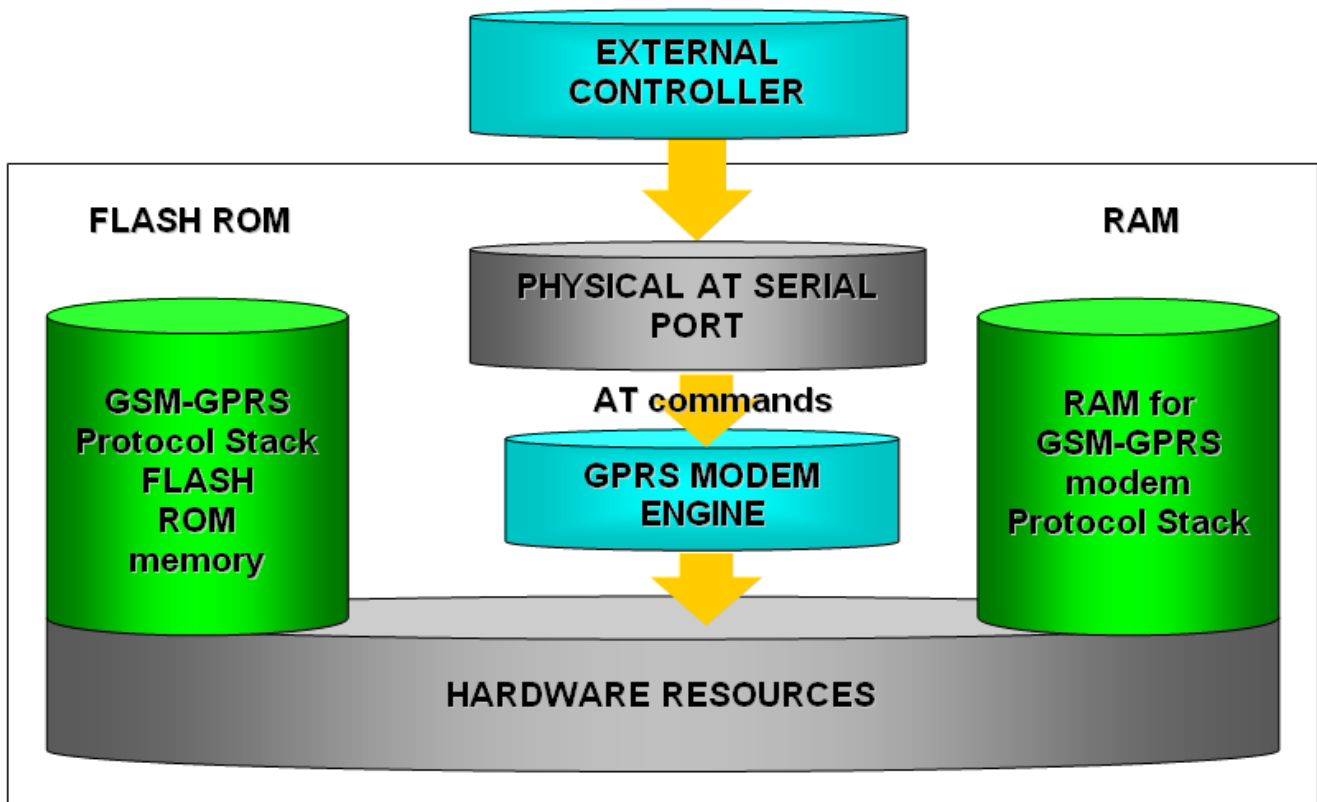 EXTERNAL
CONTROLLER
FLASH ROM
RAM
PHYSICAL AT SERIAL
PORT
AT commands
GSM-GPRS
Protocol Stack
FLASH
ROM
memory
GPRS MODEM
ENGINE
RAM for
GSM-GPRS
modem
Protocol Stack
HARDWARE RESOURCES